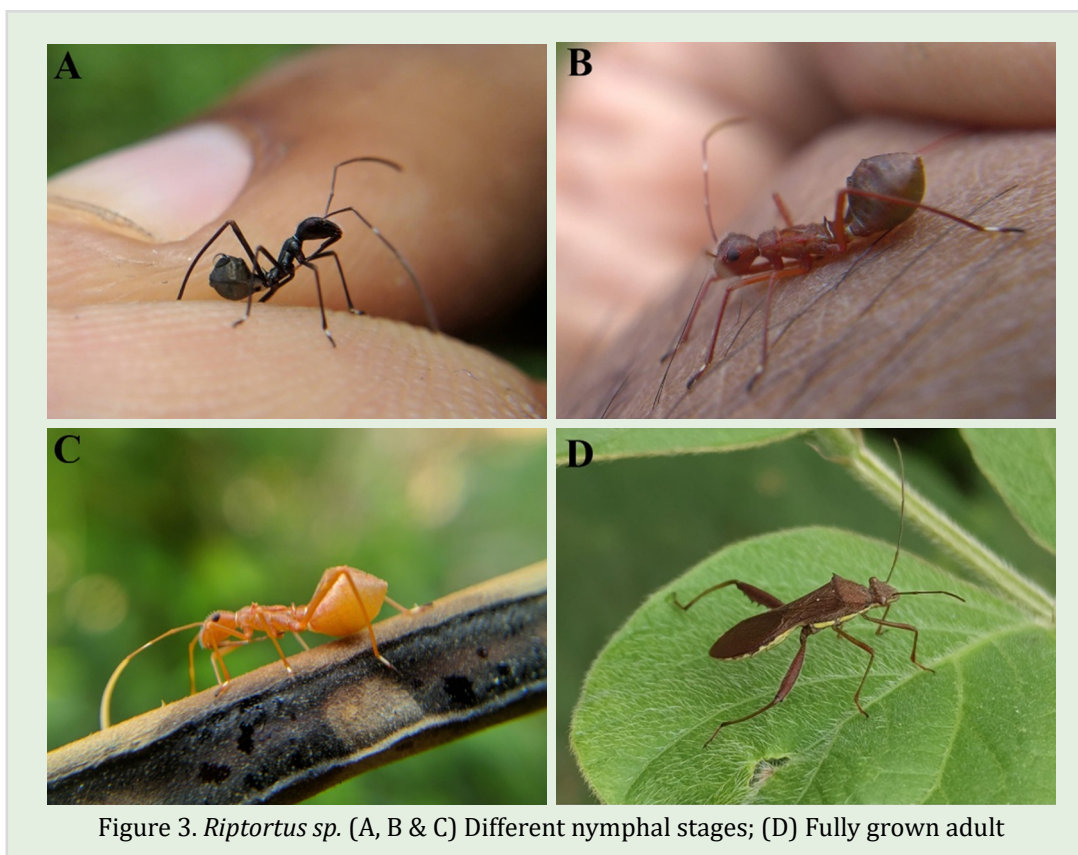 A
B
C
D
Figure 3. Riptortus sp. (A, B & C) Different nymphal stages; (D) Fully grown adult